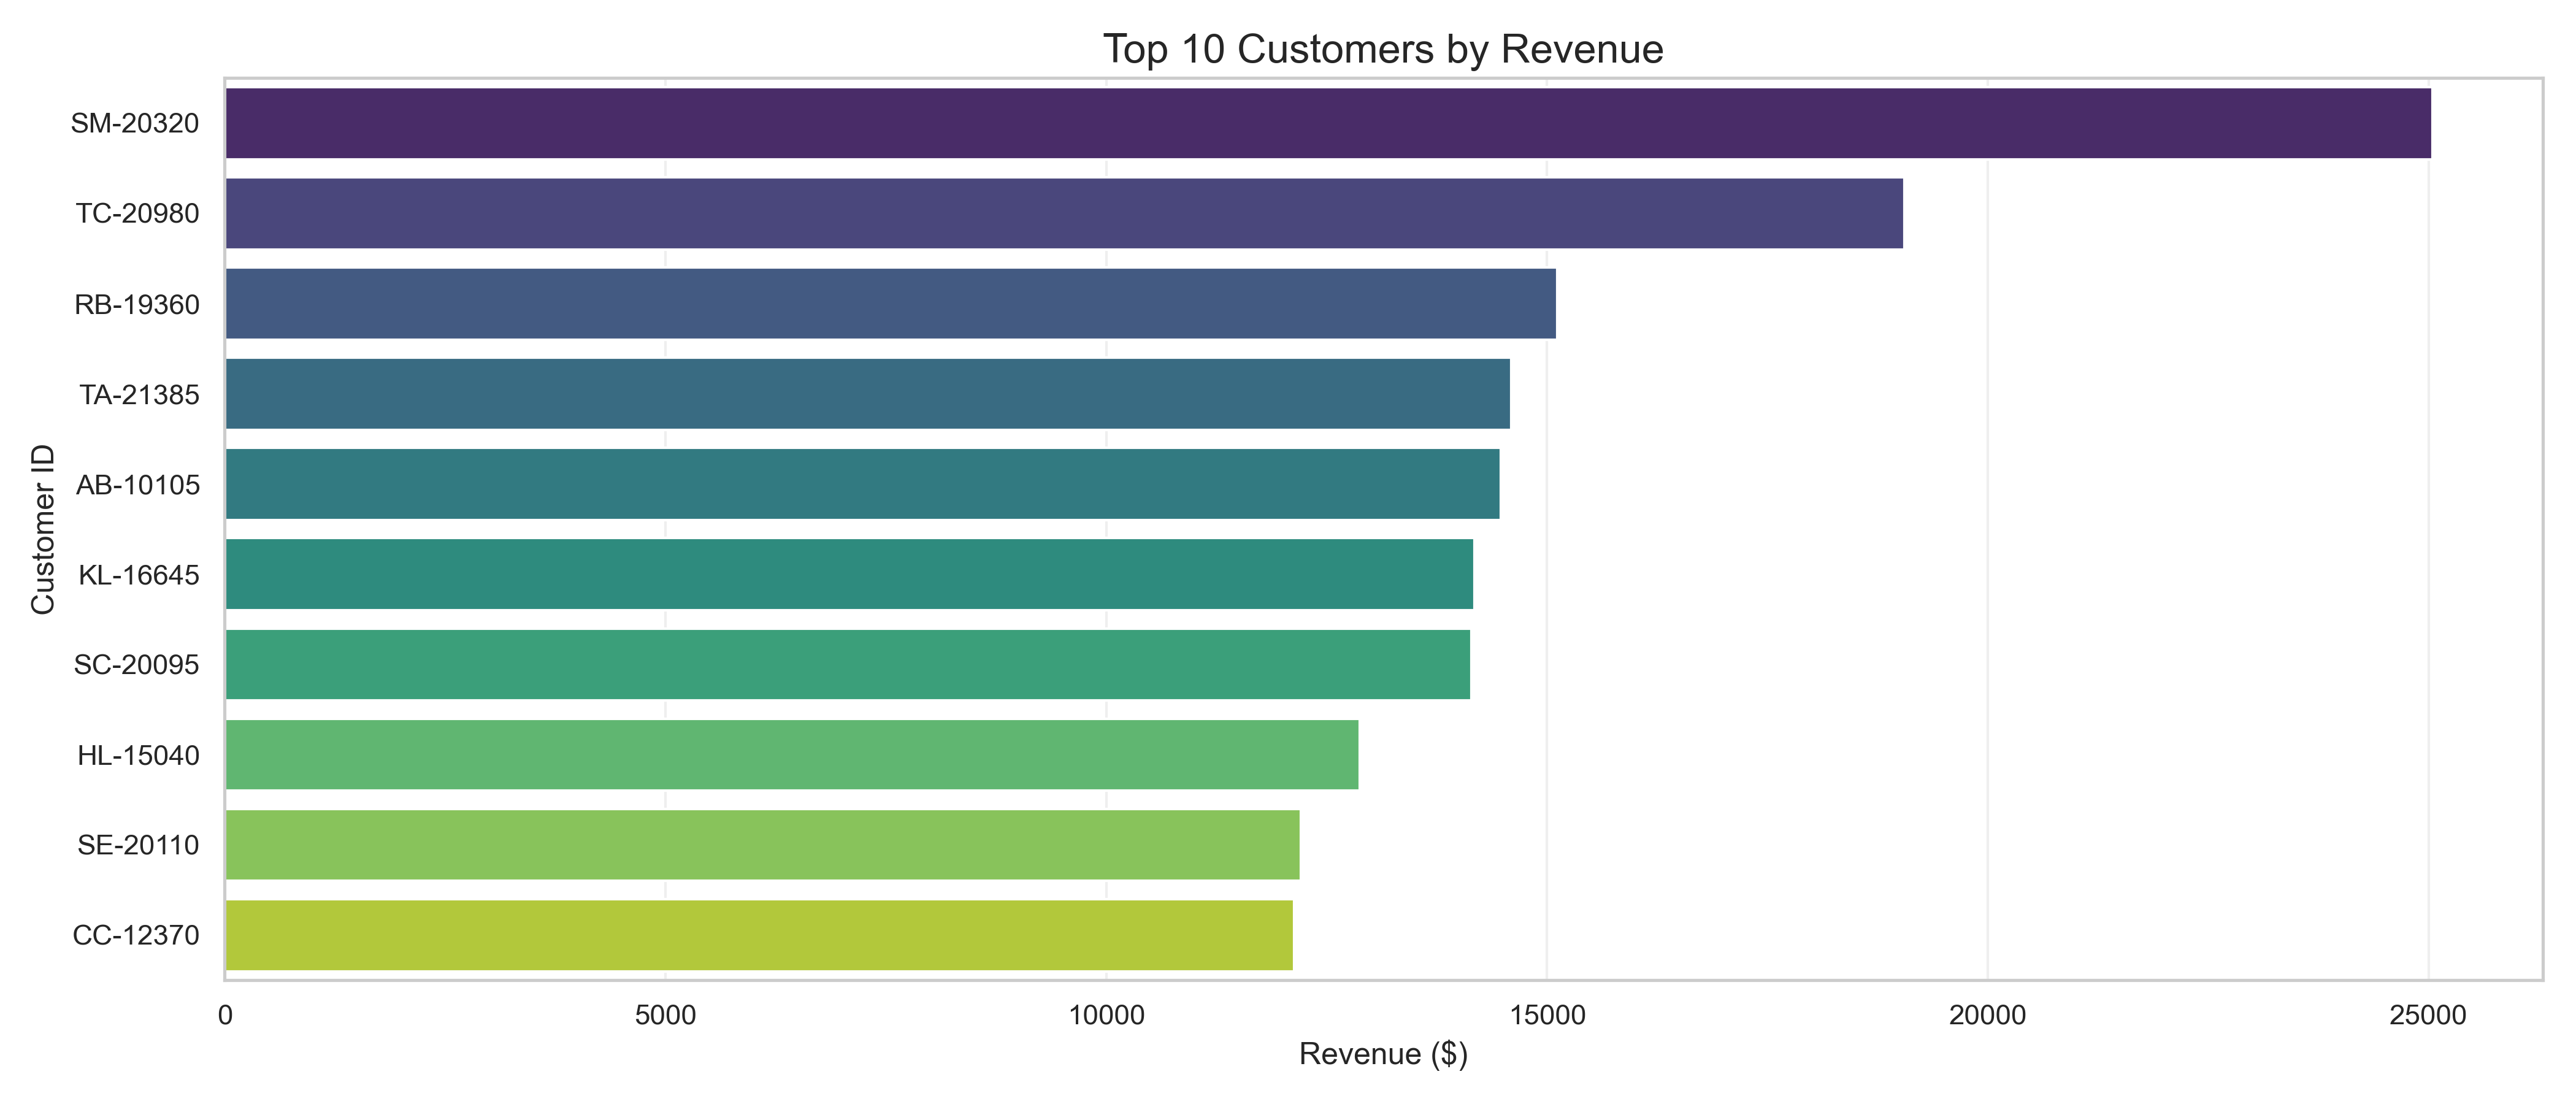 Top 10 Customers by Revenue
Customer ID
SM-20320
TC-20980
RB-19360
TA-21385
AB-10105
KL-16645
SC-20095
HL-15040
SE-20110
CC-12370
0 5000 10000 15000 20000 25000
Revenue ($)